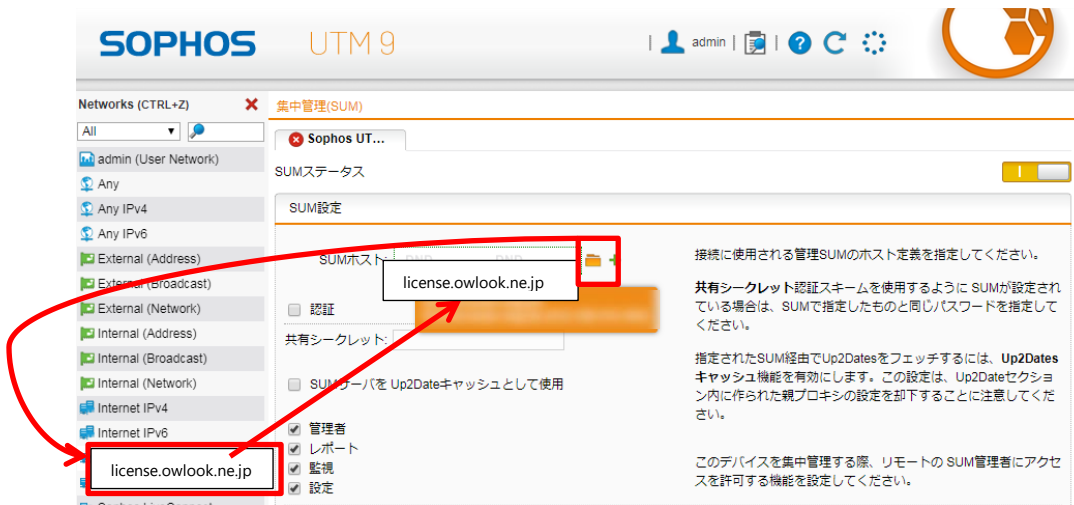 SOPHOS UTM 9
admin
Networks (CTRL+Z)
All
admin (User Network)
Any
Any IPv4
Any IPv6
External (Address)
External (Broadcast)
External (Network)
Internal (Address)
Internal (Broadcast)
Internal (Network)
Internet IPv4
Internet IPv6
license.owlook.ne.jp
集中管理(SUM)
Sophos UT...
SUMステータス
SUM設定
SUMホスト:
license.owlook.ne.jp
認証
共有シークレット:
SUMサーバを Up2Dateキャッシュとして使用
管理者
レポート
監視
設定
接続に使用される管理SUMのホスト定義を指定してください。
共有シークレット認証スキームを使用するように SUMが設定され
ている場合は、SUMで指定したものと同じパスワードを指定して
ください。
指定されたSUM経由でUp2Datesをフェッチするには、Up2Dates
キャッシュ機能を有効にします。この設定は、Up2Dateセクショ
ン内に作られた親プロキシの設定を却下することに注意してくだ
さい。
このデバイスを集中管理する際、リモートの SUM管理者にアクセ
スを許可する機能を設定してください。